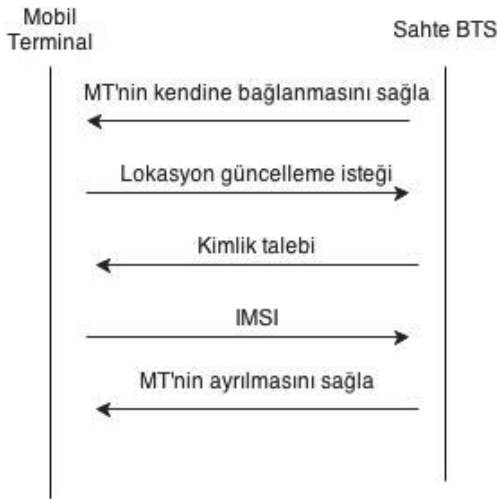 Mobil
Terminal
Sahte BTS
MT'nin kendine bağlanmasını sağla
Lokasyon güncelleme isteği
Kimlik talebi
IMSI
MT'nin ayrılmasını sağla